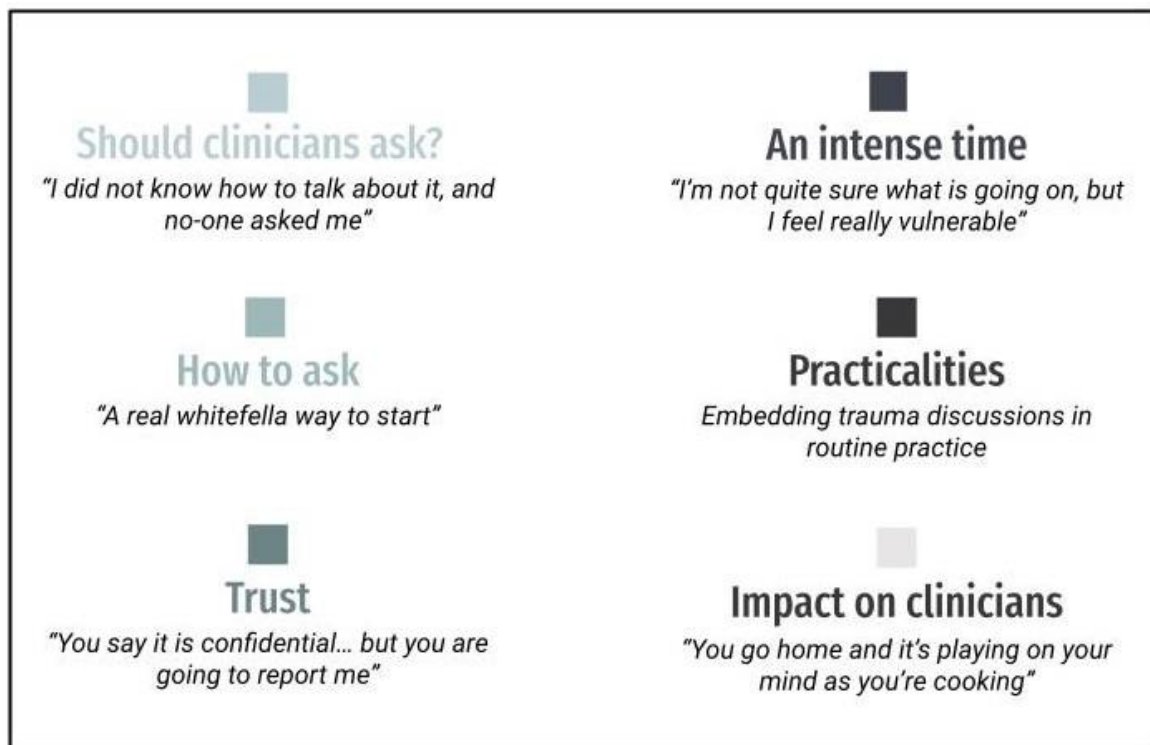 Should clinicians ask?
“I did not know how to talk about it, and
no-one asked me”
How to ask
“A real whitefella way to start”
Trust
“You say it is confidential… but you are
going to report me”
An intense time
“I’m not quite sure what is going on, but
I feel really vulnerable”
Practicalities
Embedding trauma discussions in
routine practice
Impact on clinicians
“You go home and it’s playing on your
mind as you’re cooking”